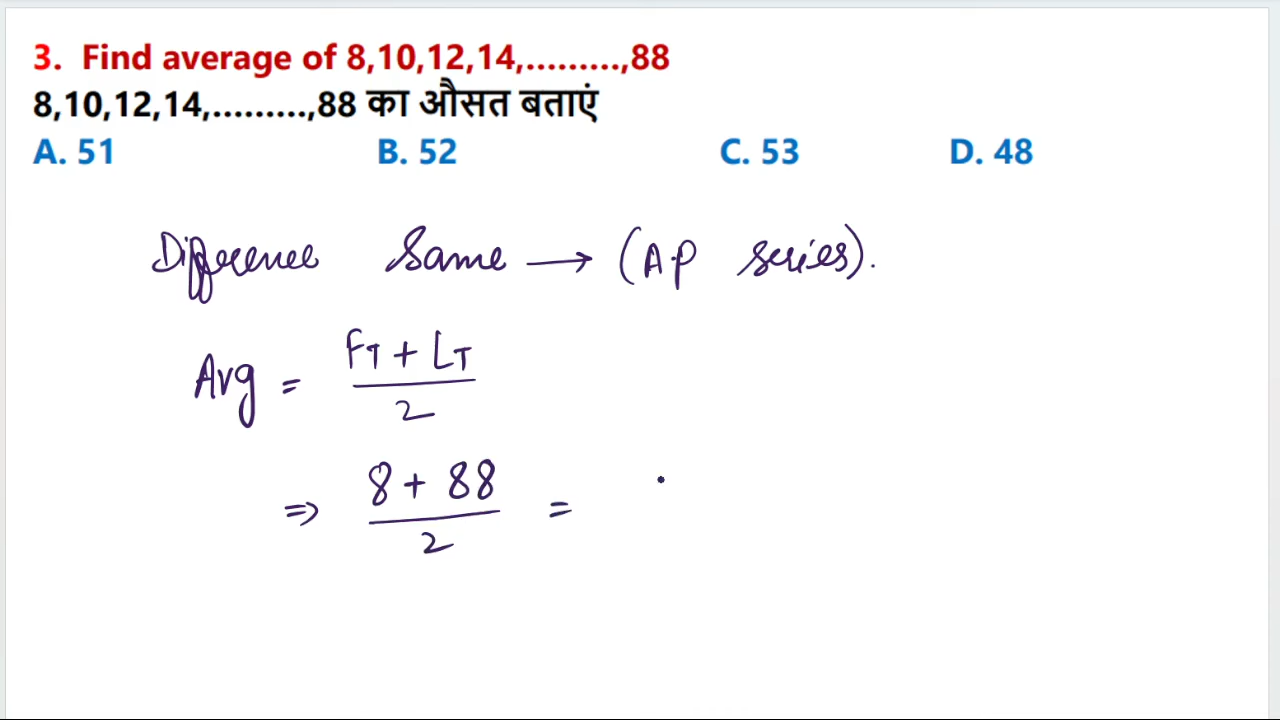 3. Find average of 8,10,12,14,.........,88
8,10,12,14,.........,88 का औसत बताएं
A. 51 B. 52 C. 53 D. 48
Difference Same → (AP series).
Avg = FT + LT / 2
⇒ 8 + 88 / 2 =